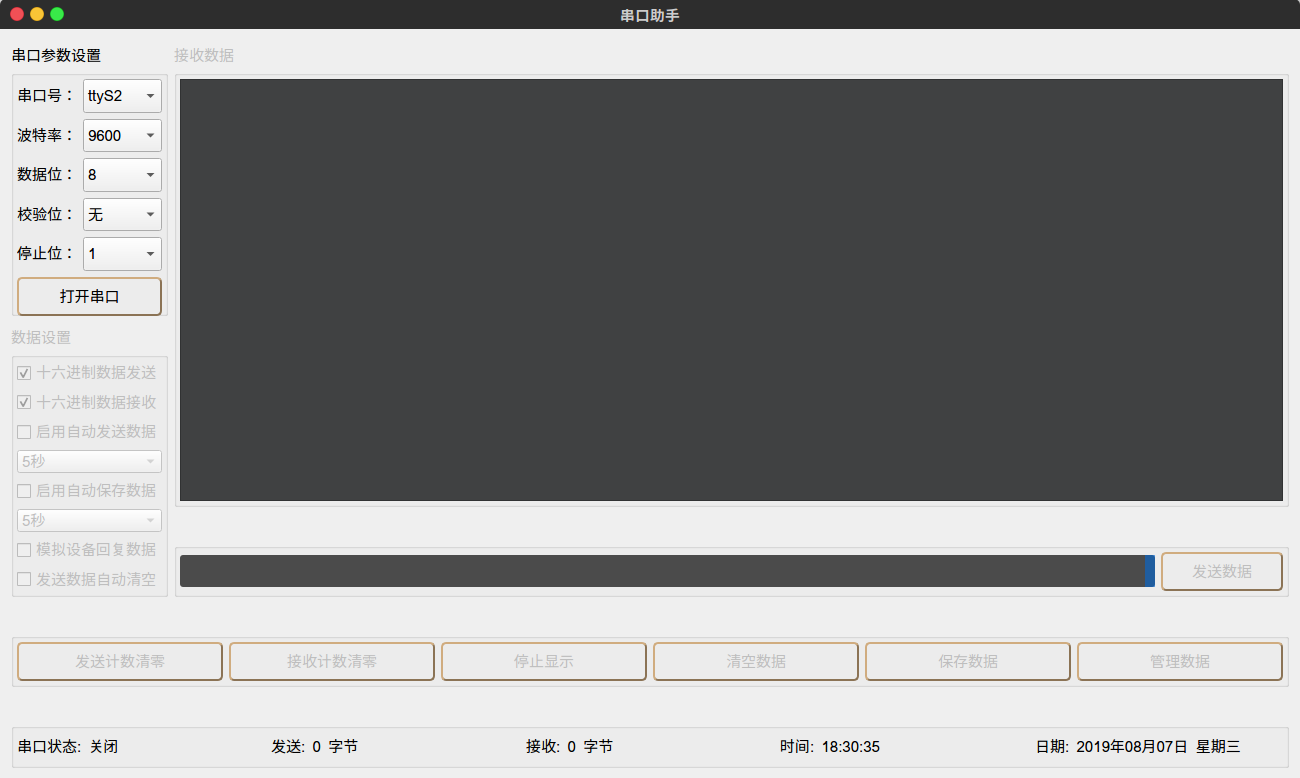 串口助手
串口参数设置
接收数据
串口号： ttyS2
波特率： 9600
数据位： 8
校验位： 无
停止位： 1
打开串口
数据设置
十六进制数据发送
十六进制数据接收
启用自动发送数据
5秒
启用自动保存数据
5秒
模拟设备回复数据
发送数据自动清空
发送数据
发送计数清零 接收计数清零 停止显示 清空数据 保存数据 管理数据
串口状态: 关闭 发送: 0 字节 接收: 0 字节 时间: 18:30:35 日期: 2019年08月07日 星期三